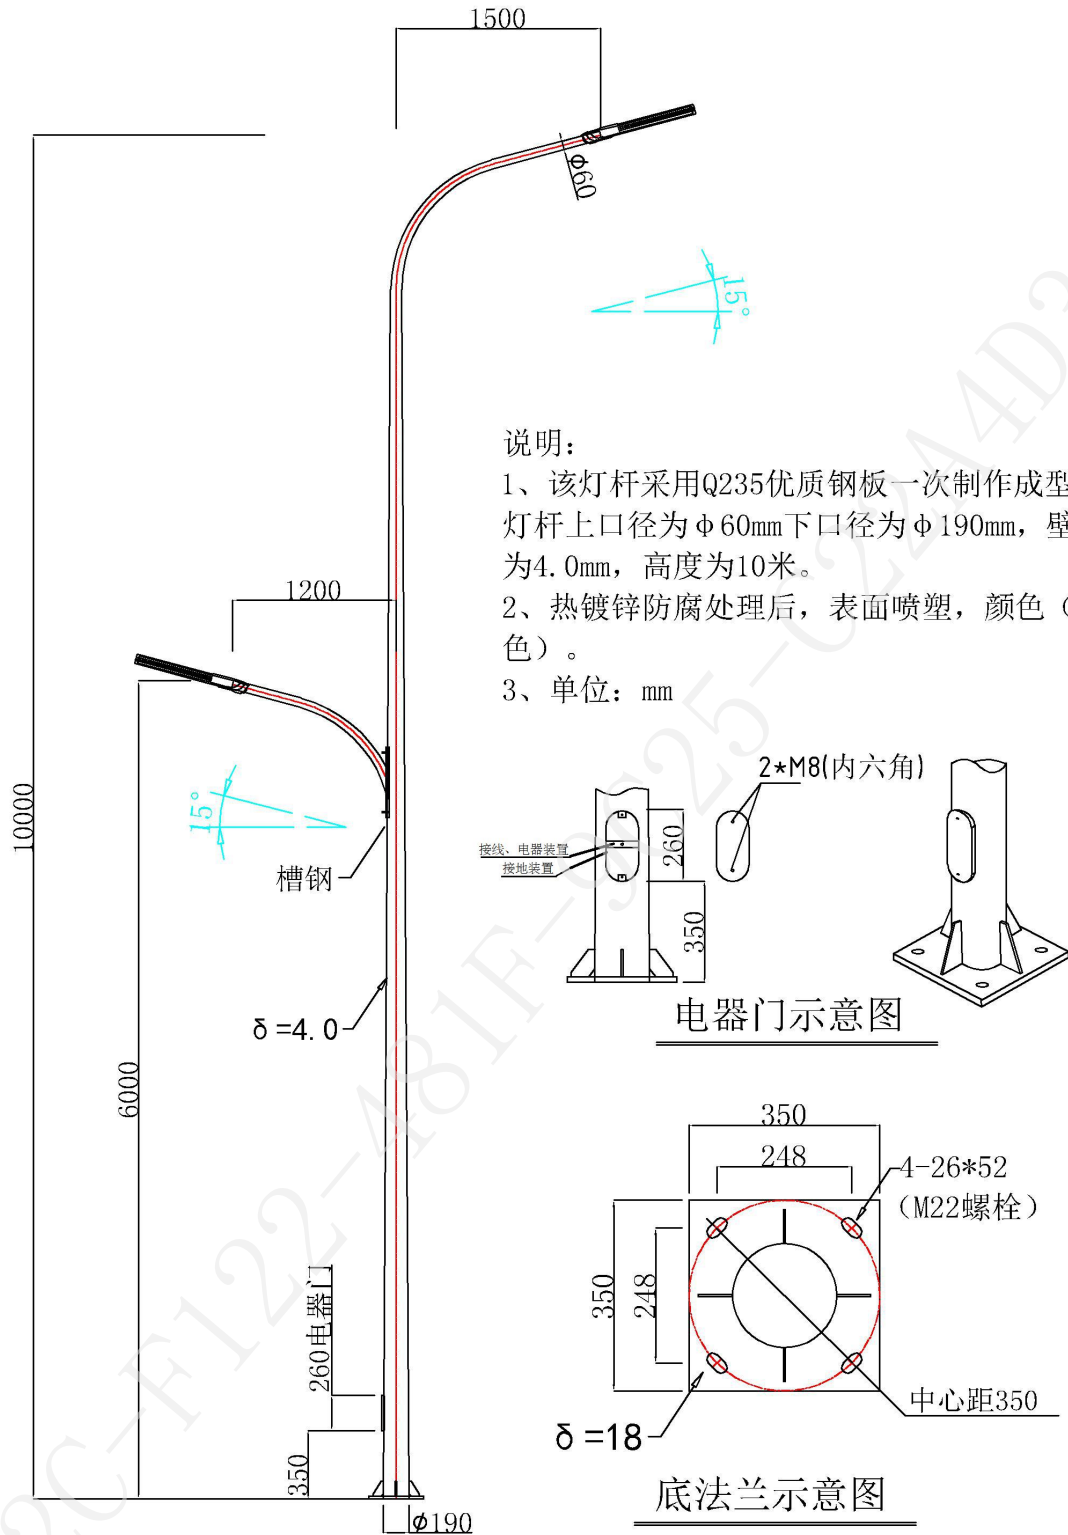 1500
Φ60
15°
说明：
1、该灯杆采用Q235优质钢板一次制作成型
灯杆上口径为φ60mm下口径为φ190mm，壁
为4.0mm，高度为10米。
2、热镀锌防腐处理后，表面喷塑，颜色（
色）。
3、单位：mm
1200
10000
15°
槽钢
2*M8(内六角)
接线、电器装置
接地装置
260
350
电器门示意图
δ=4.0
6000
350
248
4-26*52
（M22螺栓）
350
248
中心距350
δ=18
底法兰示意图
260电器门
350
Φ190
2C-F122-481F-9C25-C22A4D3